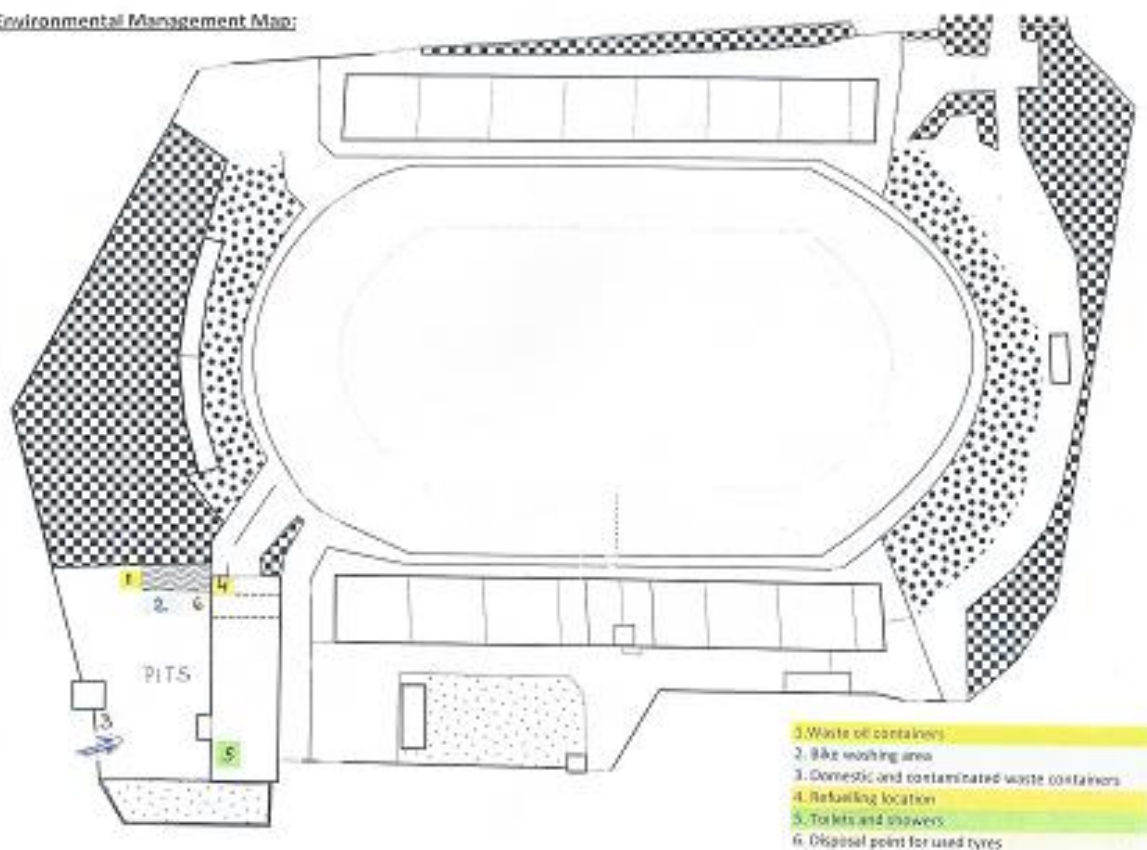 Environmental Management Map:
1 4
2 6
PITS
3
5
1.Waste oil containers
2. Bike washing area
3. Domestic and contaminated waste containers
4. Refuelling location
5. Toilets and showers
6. Disposal point for used tyres